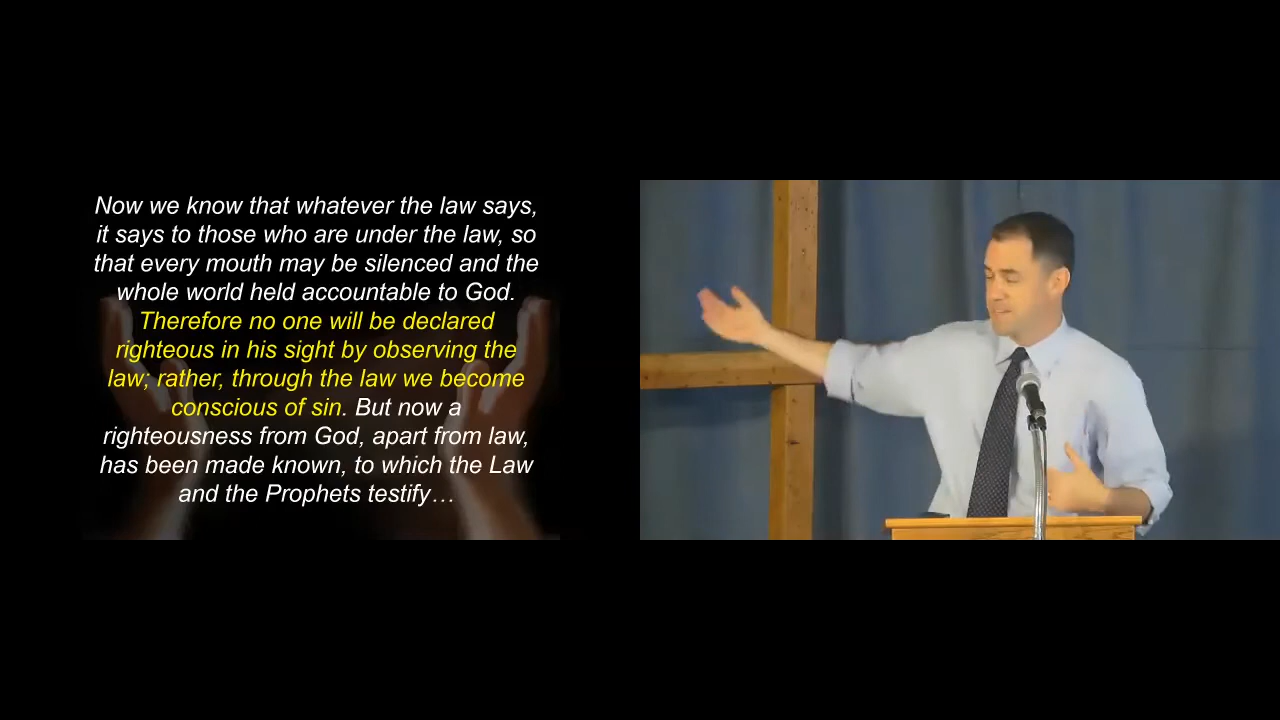 Now we know that whatever the law says,
it says to those who are under the law, so
that every mouth may be silenced and the
whole world held accountable to God.
Therefore no one will be declared
righteous in his sight by observing the
law; rather, through the law we become
conscious of sin. But now a
righteousness from God, apart from law,
has been made known, to which the Law
and the Prophets testify…